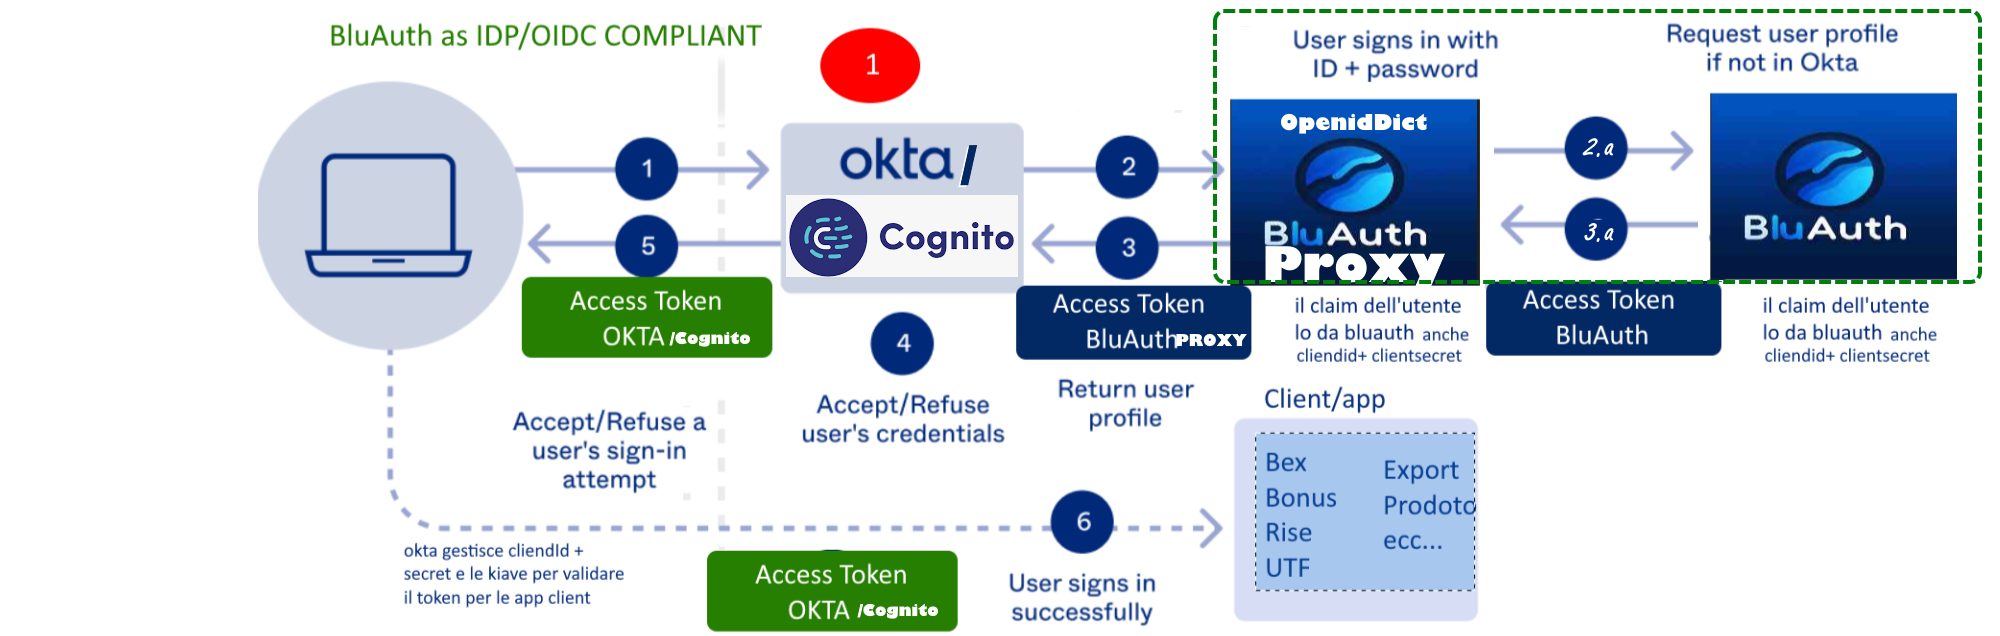 BluAuth as IDP/OIDC COMPLIANT
1
User signs in with
ID + password
Request user profile
if not in Okta
1
okta/
Cognito
2
OpenidDict
BluAuth
Proxy
2.a
BluAuth
5
3
3.a
Access Token
OKTA /Cognito
Access Token
BluAuthPROXY
il claim dell'utente
lo da bluauth anche
cliendid+ clientsecret
Access Token
BluAuth
il claim dell'utente
lo da bluauth anche
cliendid+ clientsecret
4
Accept/Refuse
user's credentials
Return user
profile
Accept/Refuse a
user's sign-in
attempt
Client/app
Bex
Bonus
Rise
UTF
Export
Prodoto
ecc...
6
okta gestisce cliendId +
secret e le kiave per validare
il token per le app client
Access Token
OKTA /Cognito
User signs in
successfully